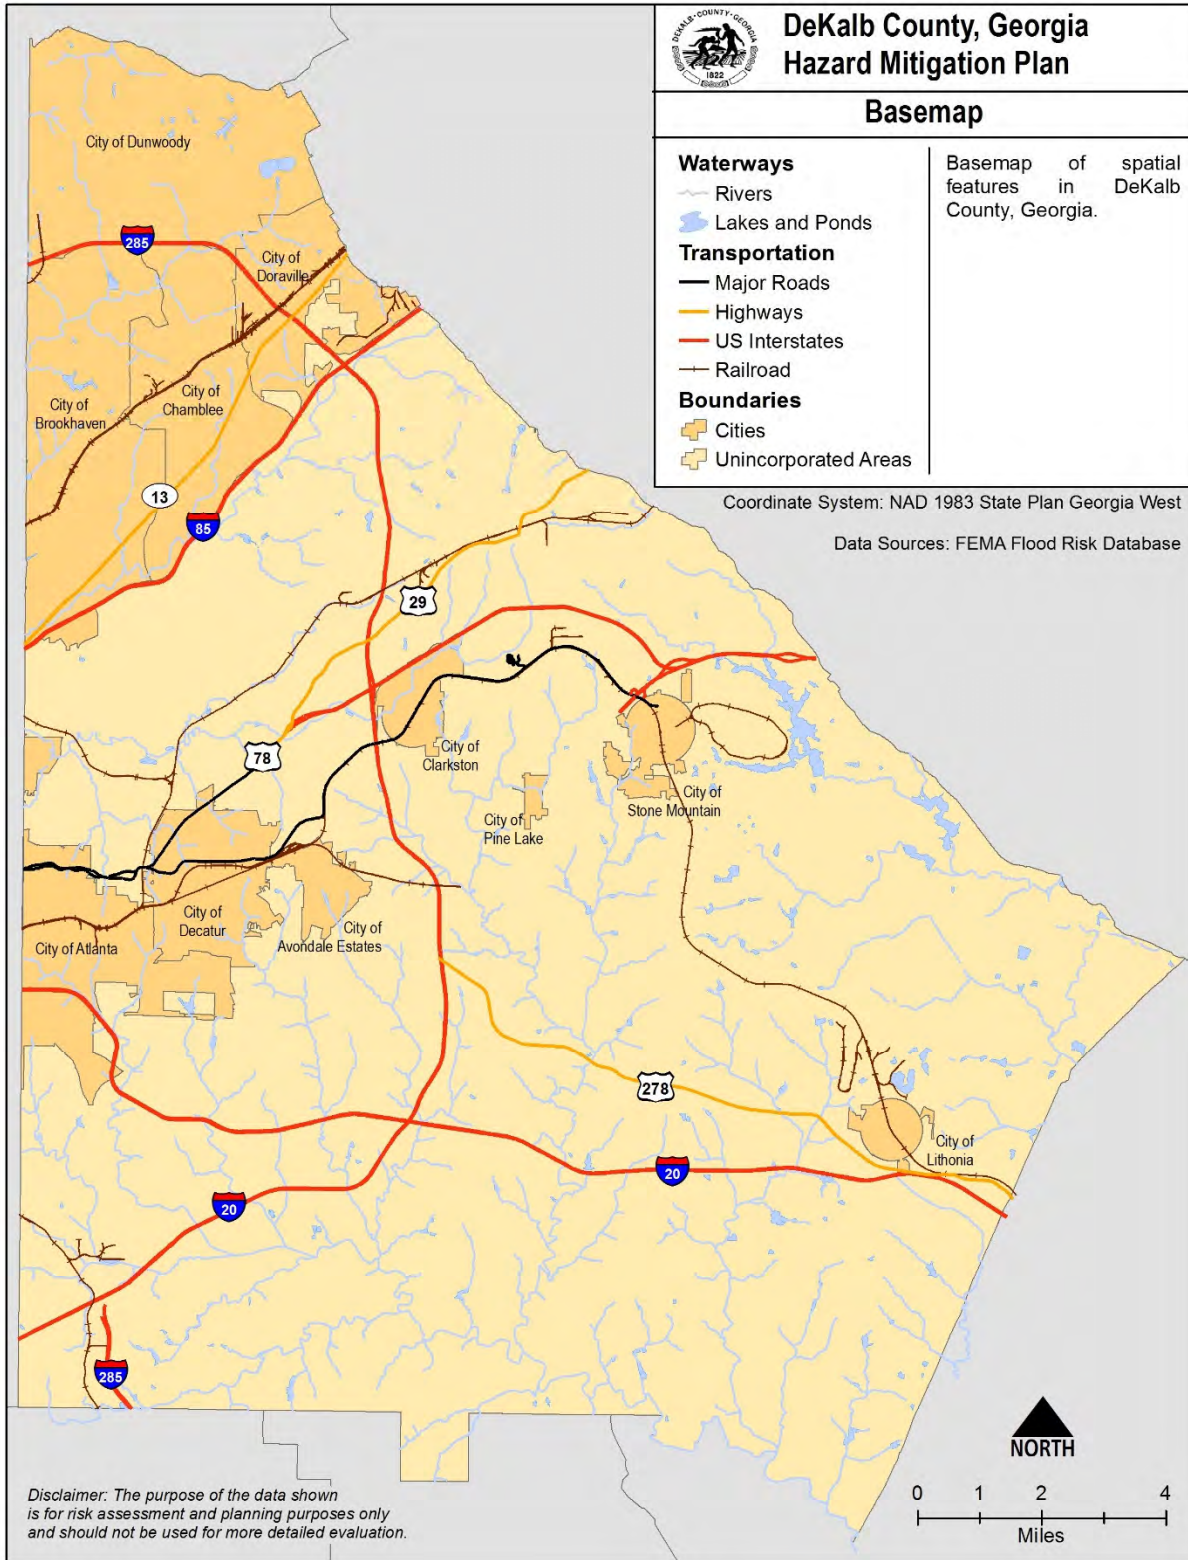 DEKALB·COUNTY·GEORGIA
1822
DeKalb County, Georgia
Hazard Mitigation Plan
Basemap
Waterways
Rivers
Lakes and Ponds
Transportation
Major Roads
Highways
US Interstates
Railroad
Boundaries
Cities
Unincorporated Areas
Basemap of spatial
features in DeKalb
County, Georgia.
Coordinate System: NAD 1983 State Plan Georgia West
Data Sources: FEMA Flood Risk Database
City of Dunwoody
285
City of
Doraville
City of
Chamblee
City of
Brookhaven
13
85
29
78
City of
Clarkston
City of
Stone Mountain
City of
Pine Lake
City of
Decatur
City of
Avondale Estates
City of Atlanta
278
City of
Lithonia
20
20
285
NORTH
0 1 2 4
Miles
Disclaimer: The purpose of the data shown
is for risk assessment and planning purposes only
and should not be used for more detailed evaluation.